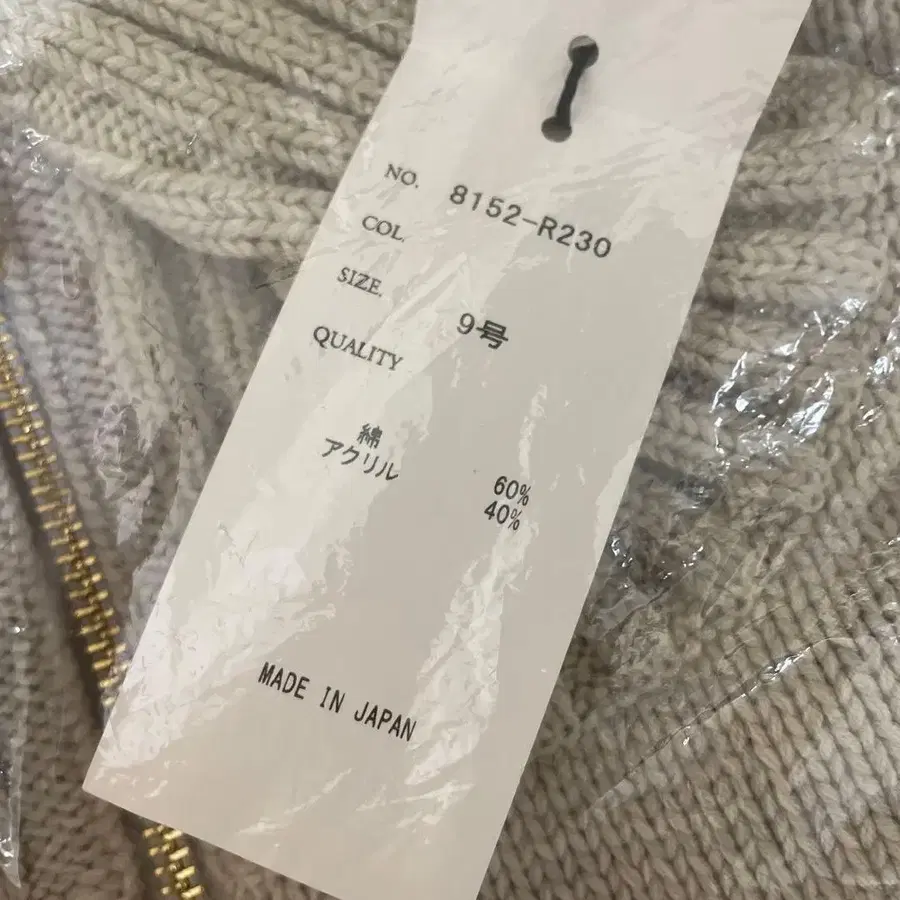 NO. 8152-R230
COL.
SIZE. 9号
QUALITY
綿 60%
アクリル 40%
MADE IN JAPAN